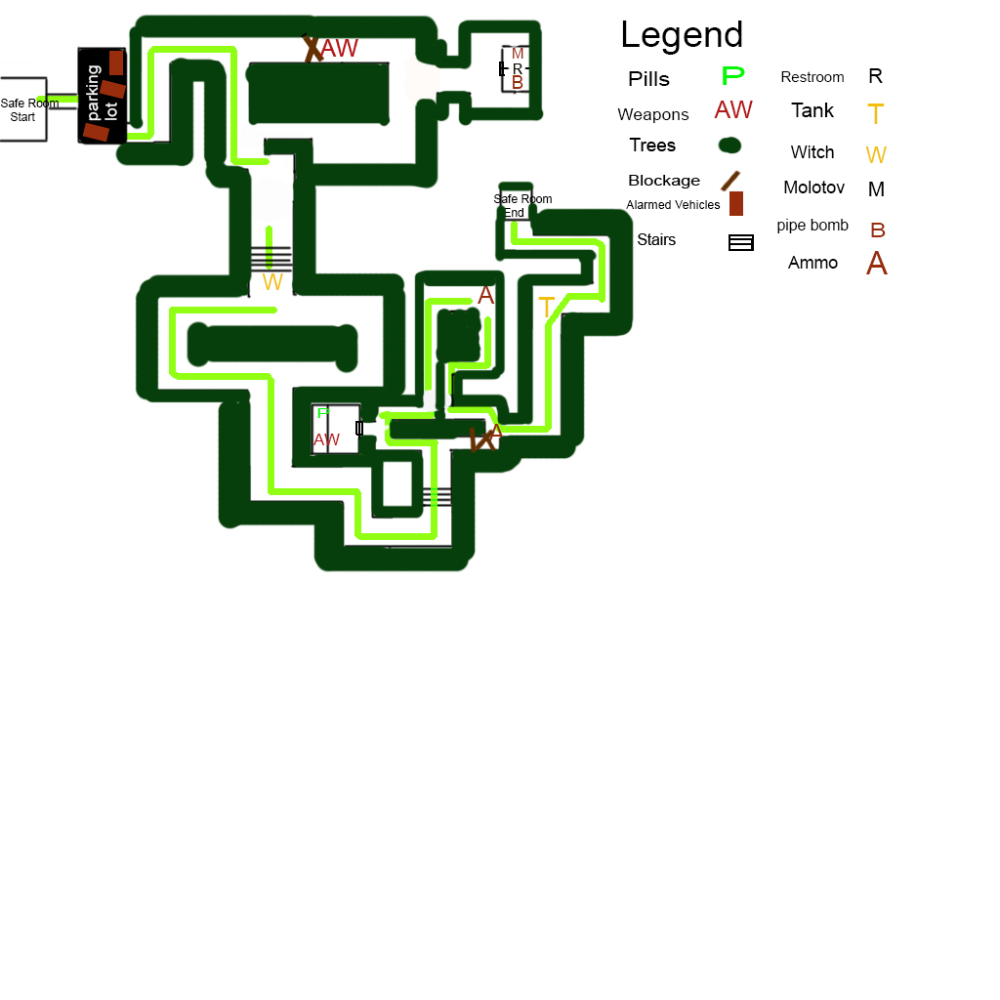 Legend
Pills P
Weapons AW
Trees
Blockage
Alarmed Vehicles
Stairs
Restroom R
Tank T
Witch W
Molotov M
pipe bomb B
Ammo A
Safe Room
Start
parking
lot
AW
M
R
B
Safe Room
End
W
A
T
P
AW
A